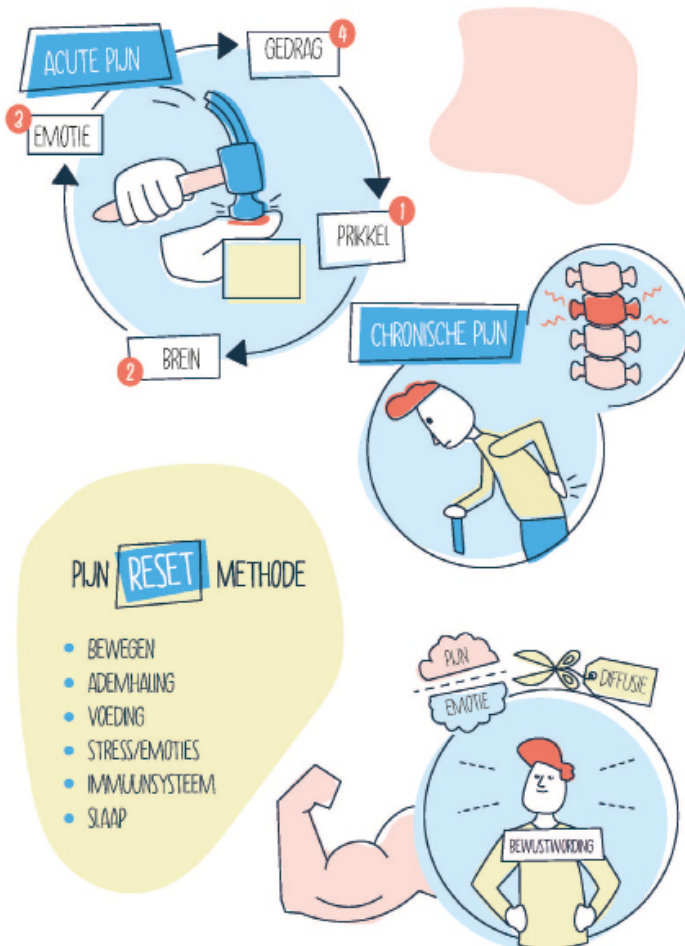 ACUTE PIJN
4
GEDRAG
3
EMOTIE
1
PRIKKEL
2
BREIN
CHRONISCHE PIJN
PIJN RESET METHODE
• BEWEGEN
• ADEMHALING
• VOEDING
• STRESS/EMOTIES
• IMMUUNSYSTEEM
• SLAAP
PIJN
EMOTIE
DIFFUSIE
BEWUSTWORDING